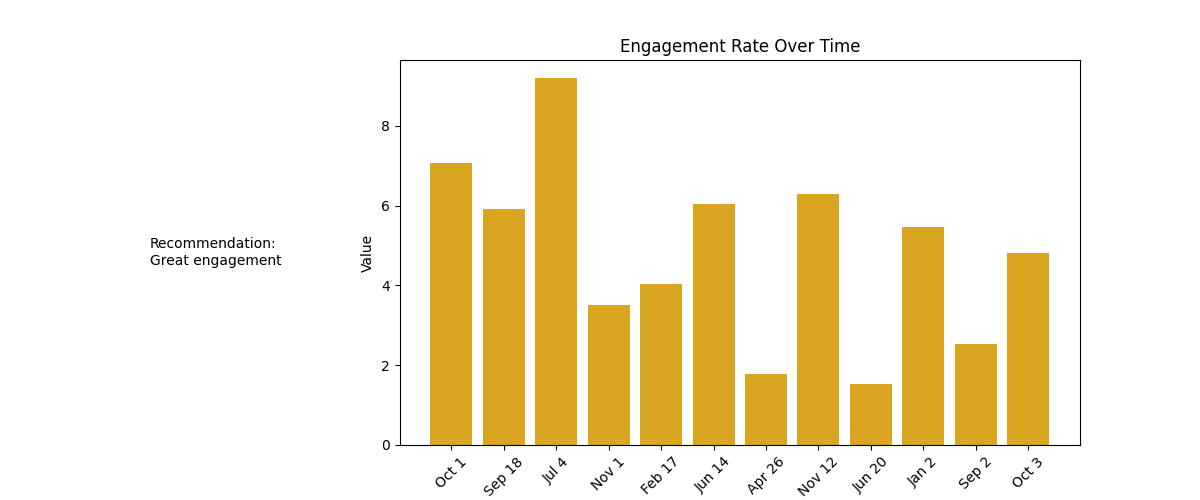 Engagement Rate Over Time
Recommendation:
Great engagement
Value
8
6
4
2
0
Oct 1
Sep 18
Jul 4
Nov 1
Feb 17
Jun 14
Apr 26
Nov 12
Jun 20
Jan 2
Sep 2
Oct 3